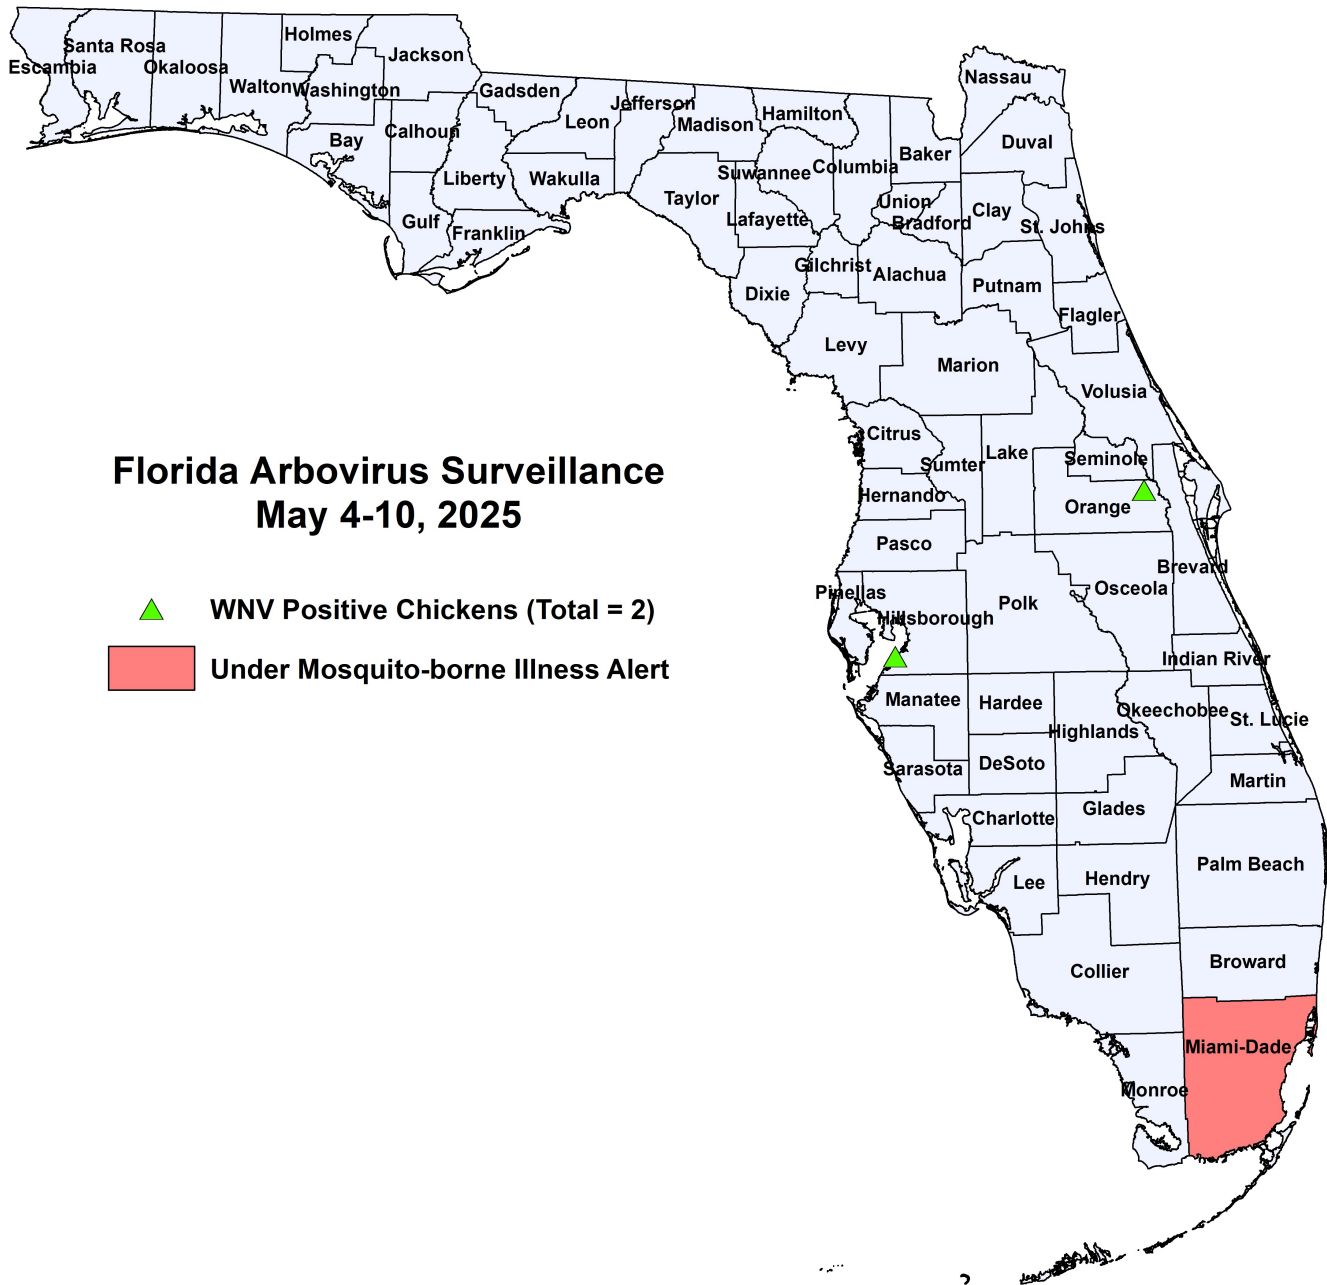 Holmes
Santa Rosa
Jackson
Escambia
Okaloosa
Walton
Washington
Gadsden
Nassau
Jefferson
Leon
Madison
Hamilton
Calhoun
Bay
Duval
Baker
Columbia
Suwannee
Liberty
Wakulla
Taylor
Union
Clay
Lafayette
Bradford
St. Johns
Gulf
Franklin
Gilchrist
Alachua
Dixie
Putnam
Flagler
Levy
Marion
Volusia
Citrus
Lake
Sumter
Seminole
Florida Arbovirus Surveillance
May 4-10, 2025
Hernando
Orange
Pasco
Brevard
Pinellas
Osceola
Polk
Hillsborough
WNV Positive Chickens (Total = 2)
Under Mosquito-borne Illness Alert
Indian River
Manatee
Hardee
Okeechobee
St. Lucie
Highlands
Sarasota
DeSoto
Martin
Charlotte
Glades
Palm Beach
Lee
Hendry
Collier
Broward
Miami-Dade
Monroe